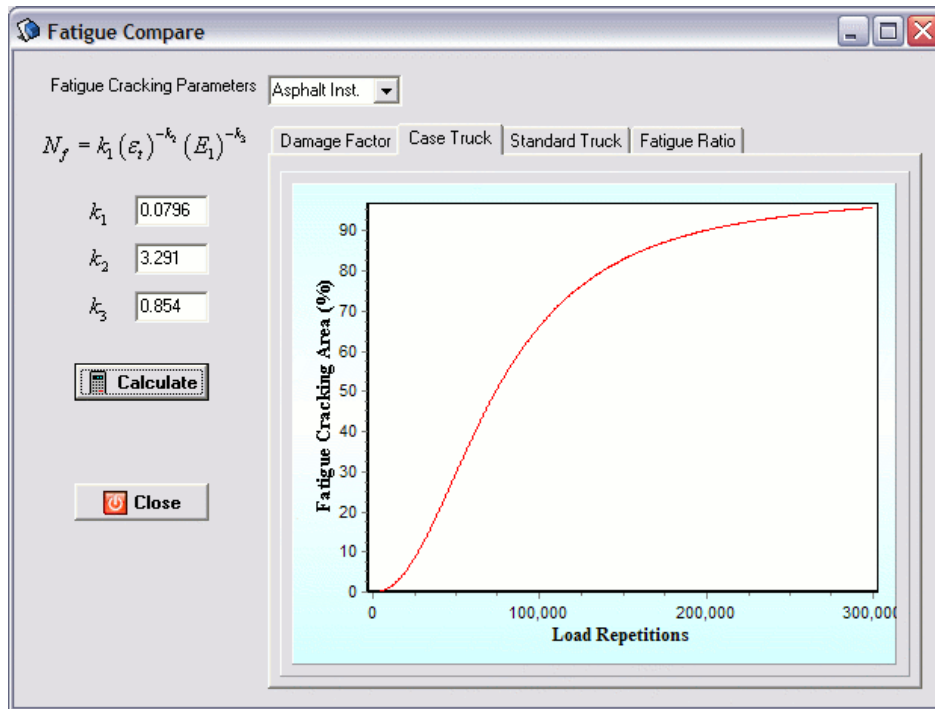 Fatigue Compare
Fatigue Cracking Parameters Asphalt Inst.
N_f = k_1 (ε_t)^{-k_2} (E_1)^{-k_3}
k_1 0.0796
k_2 3.291
k_3 0.854
Calculate
Close
Damage Factor Case Truck Standard Truck Fatigue Ratio
Fatigue Cracking Area (%)
90
80
70
60
50
40
30
20
10
0
0 100,000 200,000 300,00
Load Repetitions